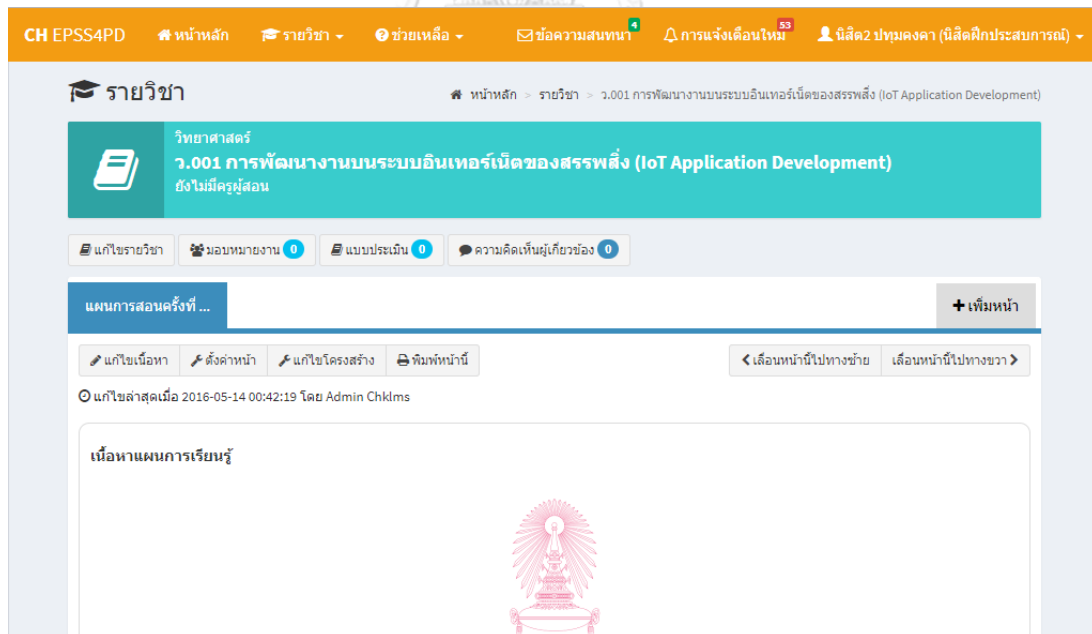 CH EPSS4PD หน้าหลัก รายวิชา ช่วยเหลือ ข้อความสนทนา 4 การแจ้งเตือนใหม่ 53 นิสิต2 ปทุมคงคา (นิสิตฝึกประสบการณ์)
รายวิชา
หน้าหลัก > รายวิชา > ว.001 การพัฒนางานบนระบบอินเทอร์เน็ตของสรรพสิ่ง (IoT Application Development)
วิทยาศาสตร์
ว.001 การพัฒนางานบนระบบอินเทอร์เน็ตของสรรพสิ่ง (IoT Application Development)
ยังไม่มีครูผู้สอน
แก้ไขรายวิชา มอบหมายงาน 0 แบบประเมิน 0 ความคิดเห็นผู้เกี่ยวข้อง 0
แผนการสอนครั้งที่ ... + เพิ่มหน้า
แก้ไขเนื้อหา ตั้งค่าหน้า แก้ไขโครงสร้าง พิมพ์หน้านี้ เลื่อนหน้านี้ไปทางซ้าย เลื่อนหน้านี้ไปทางขวา
แก้ไขล่าสุดเมื่อ 2016-05-14 00:42:19 โดย Admin Chklms
เนื้อหาแผนการเรียนรู้